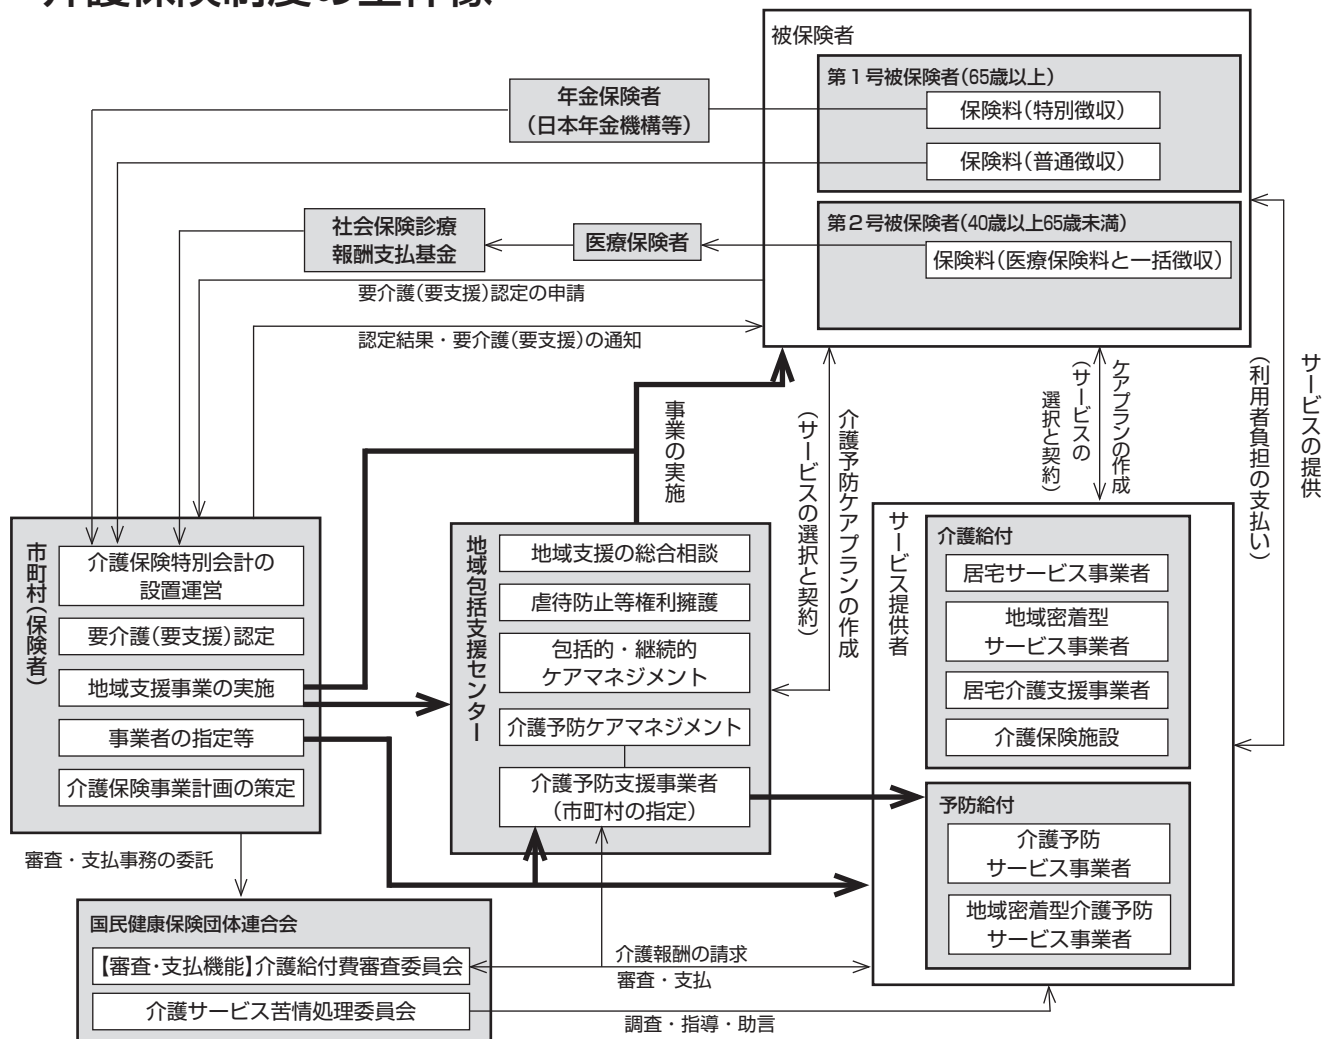 介護保険制度の全体像
被保険者
第1号被保険者(65歳以上)
保険料(特別徴収)
保険料(普通徴収)
年金保険者
(日本年金機構等)
第2号被保険者(40歳以上65歳未満)
保険料(医療保険料と一括徴収)
医療保険者
社会保険診療
報酬支払基金
要介護(要支援)認定の申請
認定結果・要介護(要支援)の通知
事業の実施
介護予防ケアプランの作成
(サービスの選択と契約)
ケアプランの作成
(サービスの
選択と契約)
サービスの提供
(利用者負担の支払い)
市町村(保険者)
介護保険特別会計の
設置運営
要介護(要支援)認定
地域支援事業の実施
事業者の指定等
介護保険事業計画の策定
地域包括支援センター
地域支援の総合相談
虐待防止等権利擁護
包括的・継続的
ケアマネジメント
介護予防ケアマネジメント
介護予防支援事業者
(市町村の指定)
サービス提供者
介護給付
居宅サービス事業者
地域密着型
サービス事業者
居宅介護支援事業者
介護保険施設
予防給付
介護予防
サービス事業者
地域密着型介護予防
サービス事業者
審査・支払事務の委託
国民健康保険団体連合会
【審査・支払機能】介護給付費審査委員会
介護サービス苦情処理委員会
介護報酬の請求
審査・支払
調査・指導・助言